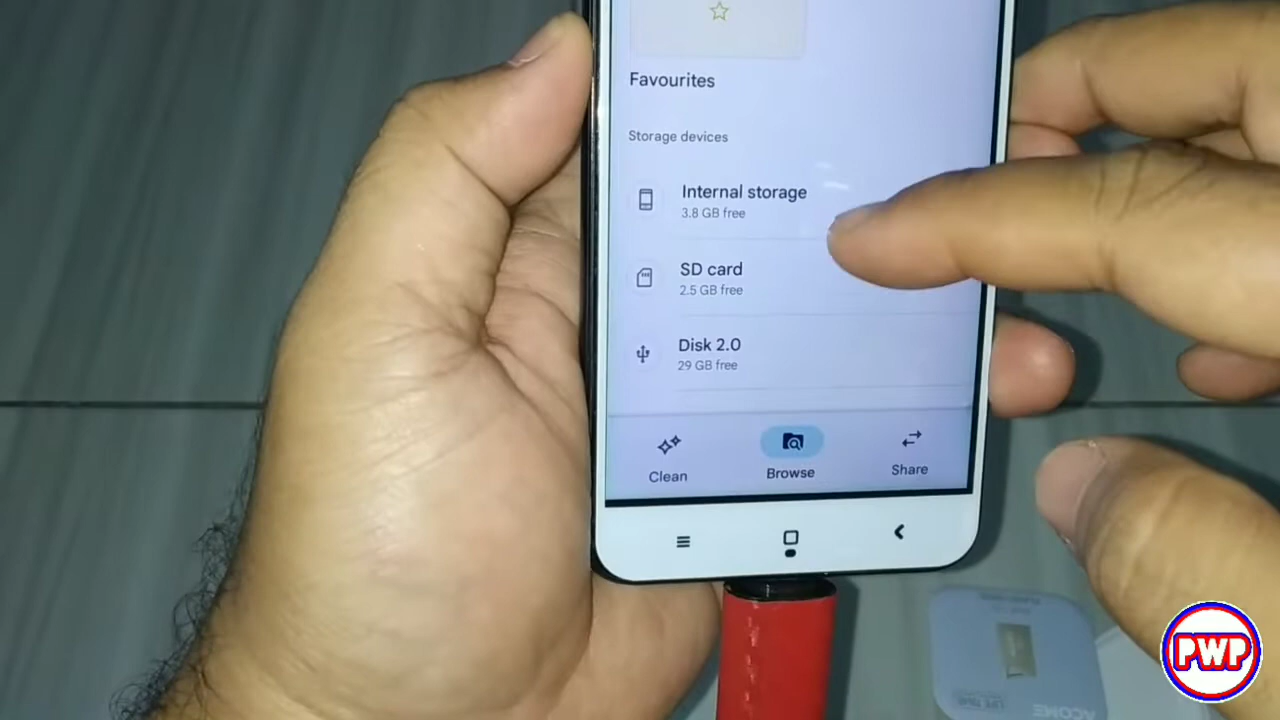 Favourites
Storage devices
Internal storage
3.8 GB free
SD card
2.5 GB free
Disk 2.0
29 GB free
Clean
Browse
Share
ACOME
PWP